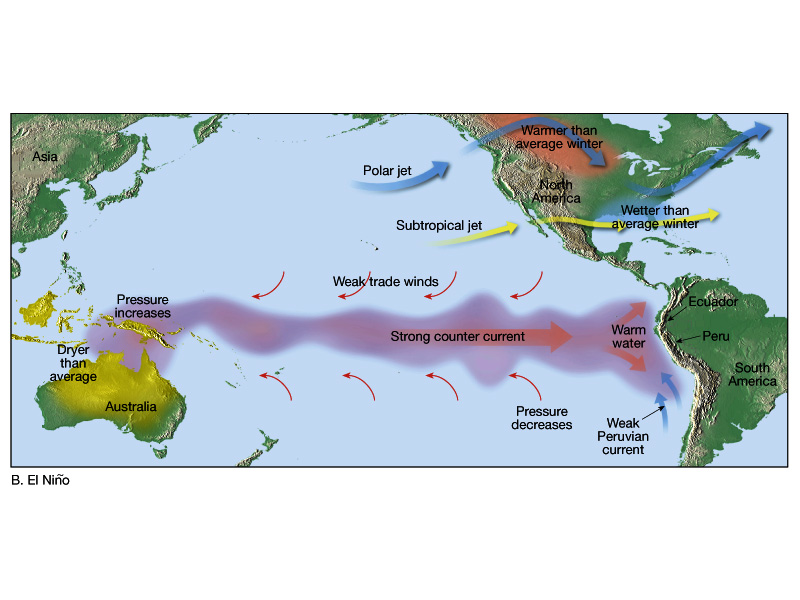 Asia
Warmer than
average winter
Polar jet
North
America
Subtropical jet
Wetter than
average winter
Weak trade winds
Pressure
increases
Ecuador
Strong counter current
Warm
water
Peru
Dryer
than
average
South
America
Australia
Pressure
decreases
Weak
Peruvian
current
B. El Niño